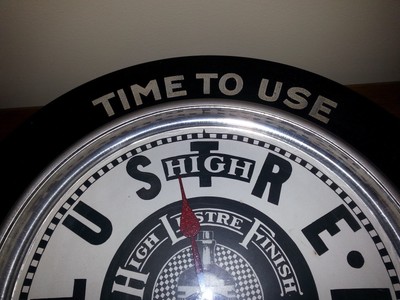 TIME TO USE
LUSTRE•
HIGH
HIGH LUSTRE FINISH